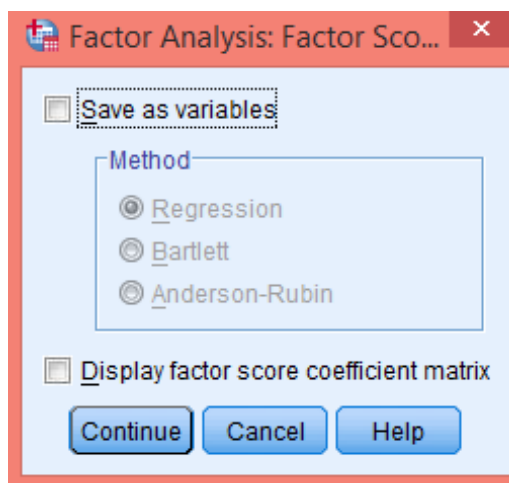 Factor Analysis: Factor Sco...
Save as variables
Method
Regression
Bartlett
Anderson-Rubin
Display factor score coefficient matrix
Continue Cancel Help